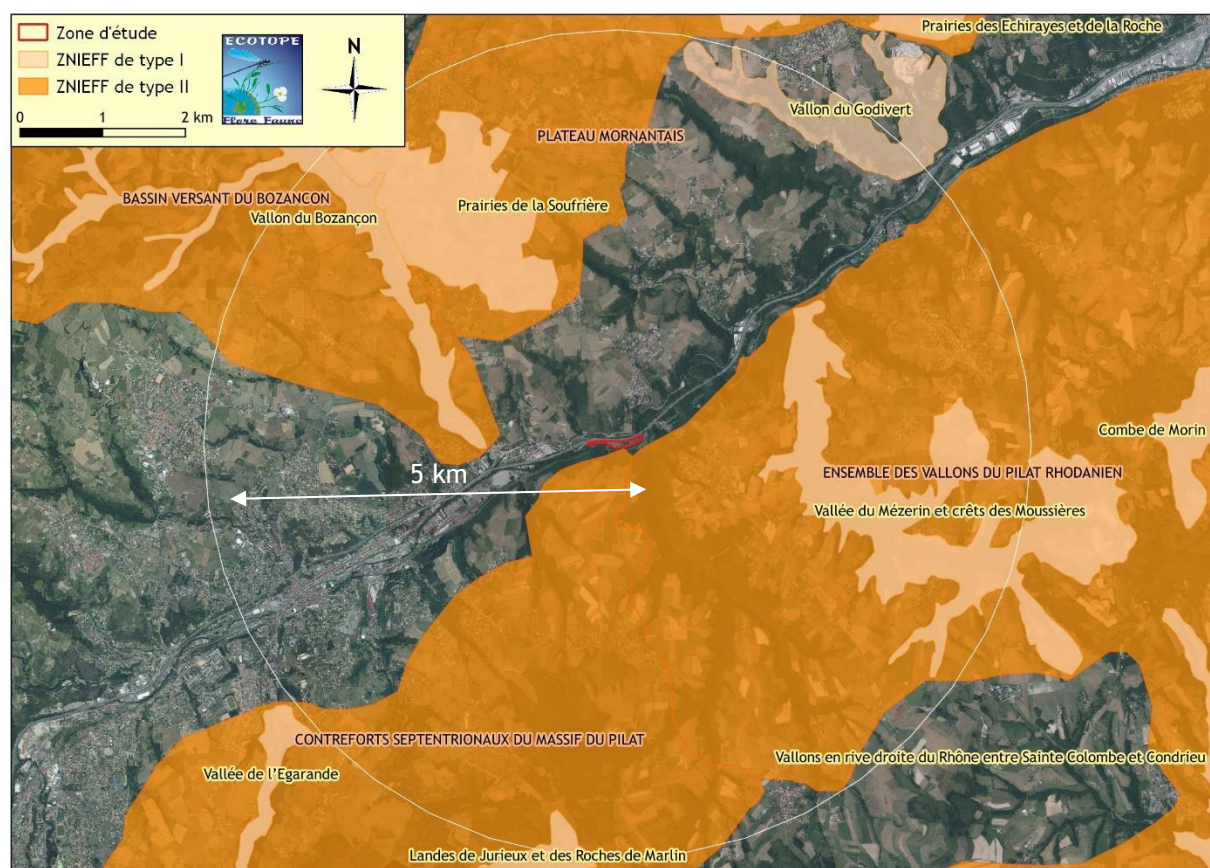 Zone d'étude
ZNIEFF de type I
ZNIEFF de type II
0 1 2 km
ECOTOPE
Flore Faune
N
Prairies des Echirayes et de la Roche
Vallon du Godivert
PLATEAU MORNANTAIS
BASSIN VERSANT DU BOZANCON
Vallon du Bozançon
Prairies de la Soufrière
Combe de Morin
5 km
ENSEMBLE DES VALLONS DU PILAT RHODANIEN
Vallée du Mézerin et crêts des Moussières
CONTREFORTS SEPTENTRIONAUX DU MASSIF DU PILAT
Vallons en rive droite du Rhône entre Sainte Colombe et Condrieu
Vallée de l'Egarande
Landes de Jurieux et des Roches de Marlin